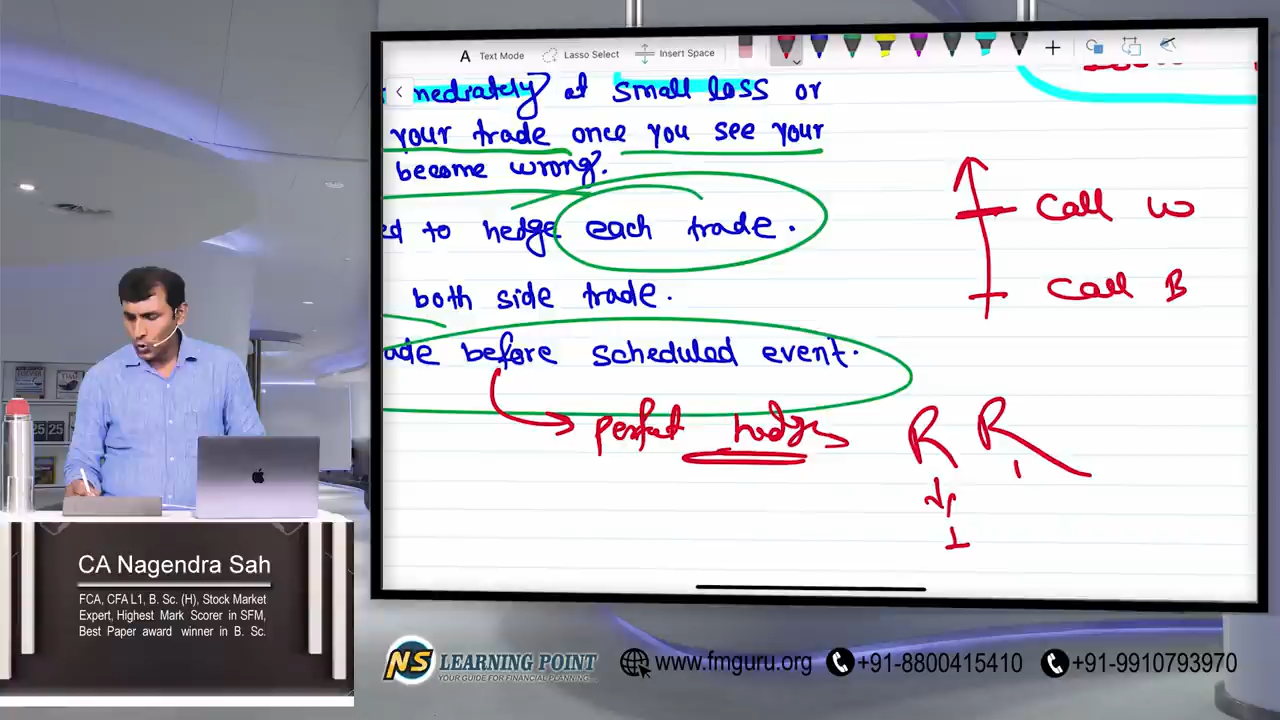 Text Mode
Lasso Select
Insert Space
mediately at small loss or
your trade once you see your
become wrong.
ed to hedge each trade.
both side trade.
ade before scheduled event.
perfect hedge
Call W
Call B
R R
1
CA Nagendra Sah
FCA, CFA L1, B. Sc. (H), Stock Market
Expert, Highest Mark Scorer in SFM,
Best Paper award winner in B. Sc.
NS LEARNING POINT
YOUR GUIDE FOR FINANCIAL PLANNING...
www.fmguru.org
+91-8800415410
+91-9910793970